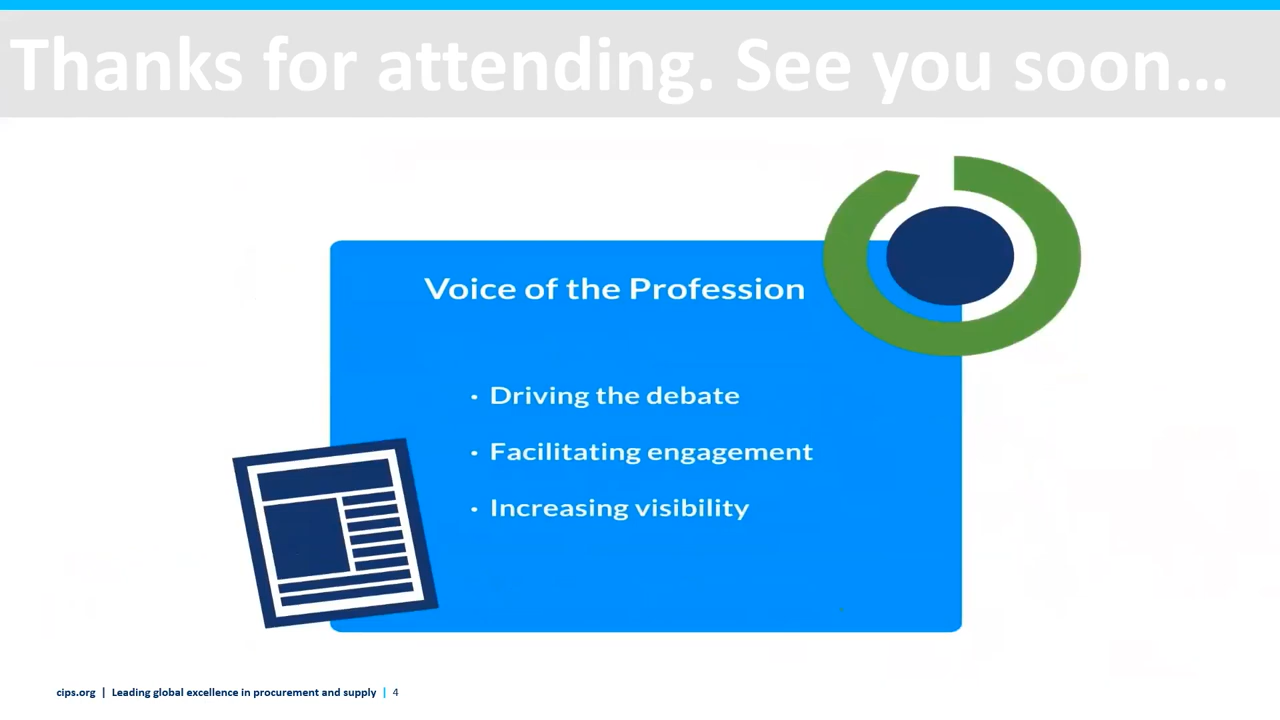 Thanks for attending. See you soon...
Voice of the Profession
• Driving the debate
• Facilitating engagement
• Increasing visibility
cips.org | Leading global excellence in procurement and supply | 4